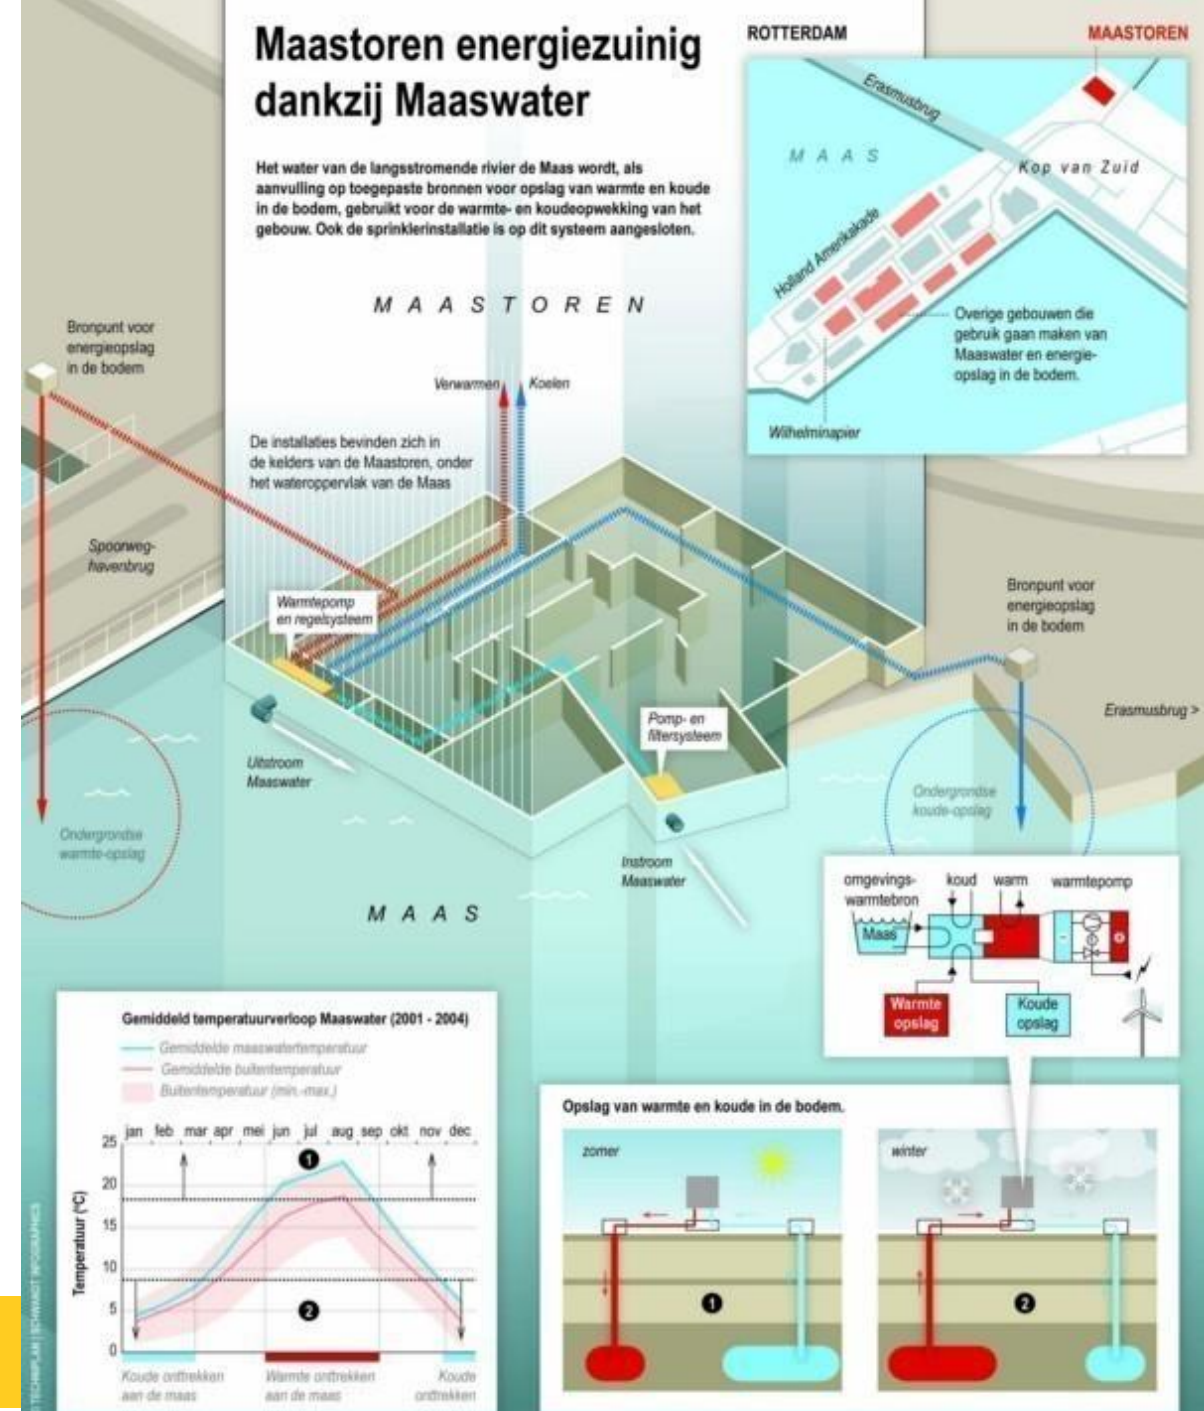 Maastoren energiezuinig
dankzij Maaswater
Het water van de langsstromende rivier de Maas wordt, als
aanvulling op toegepaste bronnen voor opslag van warmte en koude
in de bodem, gebruikt voor de warmte- en koudeopwekking van het
gebouw. Ook de sprinklerinstallatie is op dit systeem aangesloten.
ROTTERDAM
MAASTOREN
Erasmusbrug
MAAS
Kop van Zuid
Holland Amerikakade
Overige gebouwen die
gebruik gaan maken van
Maaswater en energie-
opslag in de bodem.
Wilhelminapier
MAASTOREN
Bronpunt voor
energieopslag
in de bodem
Verwarmen
Koelen
De installaties bevinden zich in
de kelders van de Maastoren, onder
het wateroppervlak van de Maas
Spoorweg-
havenbrug
Warmtepomp
en regelsysteem
Bronpunt voor
energieopslag
in de bodem
Pomp- en
filtersysteem
Erasmusbrug >
Uitstroom
Maaswater
Ondergrondse
warmte-opslag
Ondergrondse
koude-opslag
Instroom
Maaswater
MAAS
omgevings-
warmtebron
koud
warm
warmtepomp
Maas
-
+
Warmte
opslag
Koude
opslag
Gemiddeld temperatuurverloop Maaswater (2001 - 2004)
Gemiddelde maaswatertemperatuur
Gemiddelde buitentemperatuur
Buitentemperatuur (min.-max.)
jan feb mar apr mei jun jul aug sep okt nov dec
25
20
15
10
5
0
Temperatuur (°C)
1
2
Koude onttrekken
aan de maas
Warmte onttrekken
aan de maas
Koude
onttrekken
Opslag van warmte en koude in de bodem.
zomer
winter
1
2
TECHNIPLAN | SCHWANDT INFOGRAPHICS